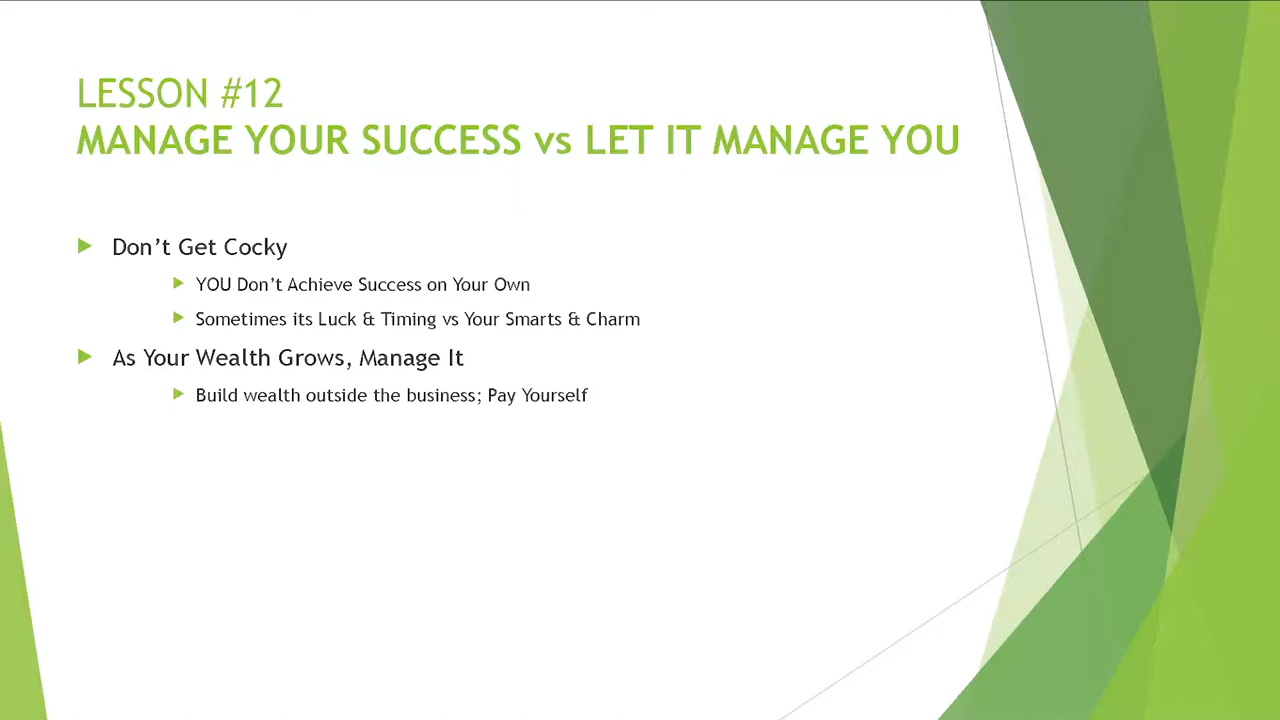 LESSON #12
MANAGE YOUR SUCCESS vs LET IT MANAGE YOU
Don't Get Cocky
YOU Don't Achieve Success on Your Own
Sometimes its Luck & Timing vs Your Smarts & Charm
As Your Wealth Grows, Manage It
Build wealth outside the business; Pay Yourself